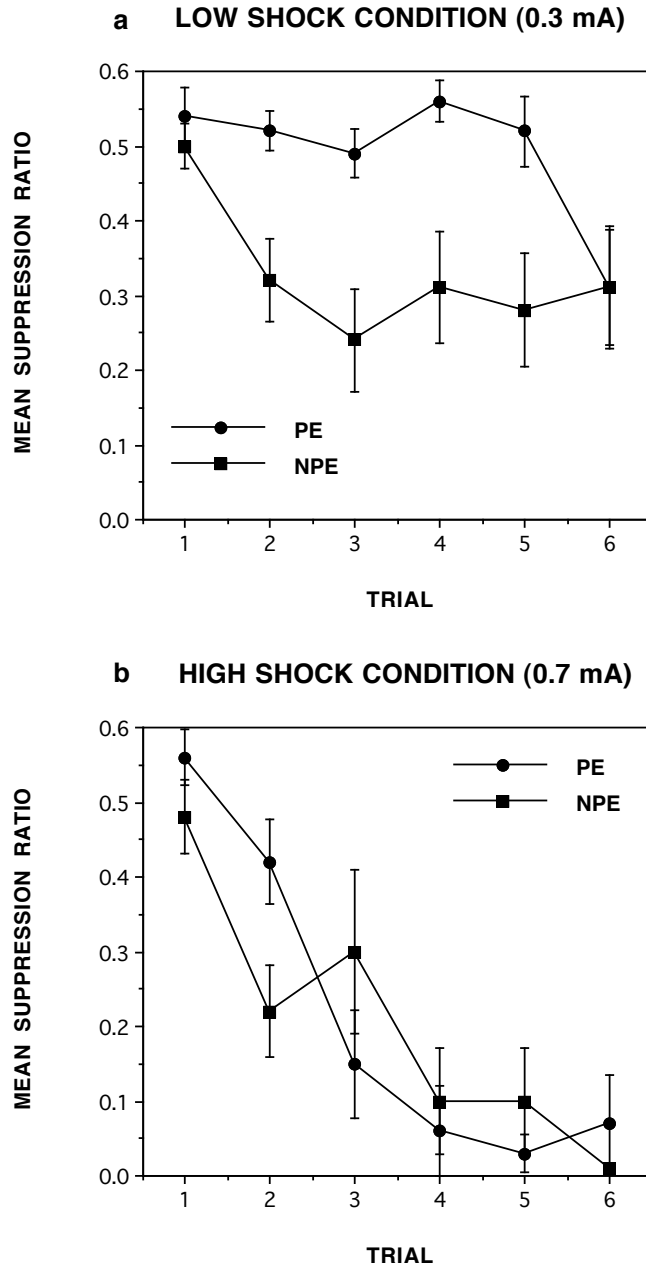 a LOW SHOCK CONDITION (0.3 mA)
MEAN SUPPRESSION RATIO
0.6
0.5
0.4
0.3
0.2
0.1
0.0
PE
NPE
1 2 3 4 5 6
TRIAL
b HIGH SHOCK CONDITION (0.7 mA)
MEAN SUPPRESSION RATIO
0.6
0.5
0.4
0.3
0.2
0.1
0.0
PE
NPE
1 2 3 4 5 6
TRIAL